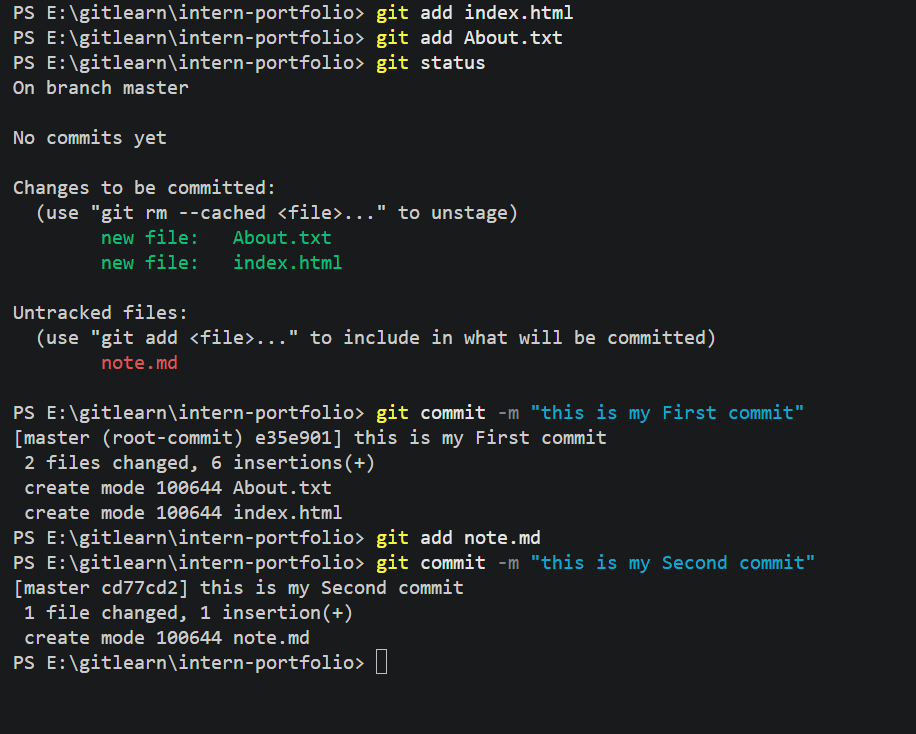 PS E:\gitlearn\intern-portfolio> git add index.html
PS E:\gitlearn\intern-portfolio> git add About.txt
PS E:\gitlearn\intern-portfolio> git status
On branch master
No commits yet
Changes to be committed:
  (use "git rm --cached <file>..." to unstage)
        new file:   About.txt
        new file:   index.html
Untracked files:
  (use "git add <file>..." to include in what will be committed)
        note.md
PS E:\gitlearn\intern-portfolio> git commit -m "this is my First commit"
[master (root-commit) e35e901] this is my First commit
 2 files changed, 6 insertions(+)
 create mode 100644 About.txt
 create mode 100644 index.html
PS E:\gitlearn\intern-portfolio> git add note.md
PS E:\gitlearn\intern-portfolio> git commit -m "this is my Second commit"
[master cd77cd2] this is my Second commit
 1 file changed, 1 insertion(+)
 create mode 100644 note.md
PS E:\gitlearn\intern-portfolio>